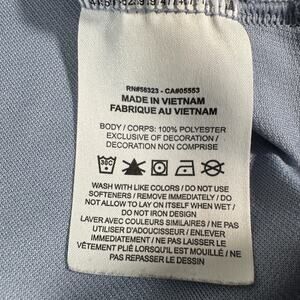 RN#56323 - CA#05553
MADE IN VIETNAM
FABRIQUE AU VIETNAM
BODY / CORPS: 100% POLYESTER
EXCLUSIVE OF DECORATION /
DECORATION NON COMPRISE
WASH WITH LIKE COLORS / DO NOT USE
SOFTENERS / REMOVE IMMEDIATELY / DO
NOT ALLOW TO LAY ON ITSELF WHEN WET /
DO NOT IRON DESIGN
LAVER AVEC COULEURS SIMILAIRES / NE PAS
UTILISER D'ADOUCISSEUR / ENLEVER
IMMÉDIATEMENT / NE PAS LAISSER LE
VÊTEMENT PLIÉ LORSQU'IL EST MOUILLÉ / NE
PAS REPASSER LE DESSIN